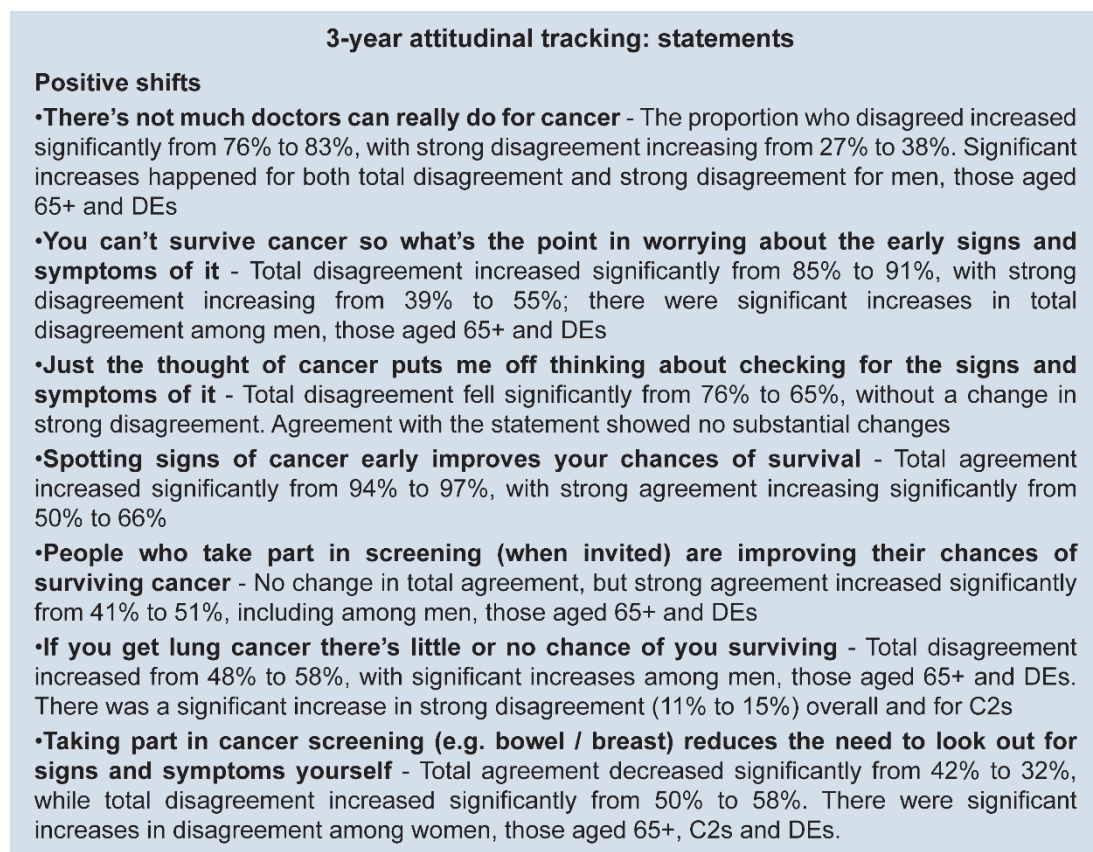 3-year attitudinal tracking: statements
Positive shifts
•There’s not much doctors can really do for cancer - The proportion who disagreed increased
significantly from 76% to 83%, with strong disagreement increasing from 27% to 38%. Significant
increases happened for both total disagreement and strong disagreement for men, those aged
65+ and DEs
•You can’t survive cancer so what’s the point in worrying about the early signs and
symptoms of it - Total disagreement increased significantly from 85% to 91%, with strong
disagreement increasing from 39% to 55%; there were significant increases in total
disagreement among men, those aged 65+ and DEs
•Just the thought of cancer puts me off thinking about checking for the signs and
symptoms of it - Total disagreement fell significantly from 76% to 65%, without a change in
strong disagreement. Agreement with the statement showed no substantial changes
•Spotting signs of cancer early improves your chances of survival - Total agreement
increased significantly from 94% to 97%, with strong agreement increasing significantly from
50% to 66%
•People who take part in screening (when invited) are improving their chances of
surviving cancer - No change in total agreement, but strong agreement increased significantly
from 41% to 51%, including among men, those aged 65+ and DEs
•If you get lung cancer there’s little or no chance of you surviving - Total disagreement
increased from 48% to 58%, with significant increases among men, those aged 65+ and DEs.
There was a significant increase in strong disagreement (11% to 15%) overall and for C2s
•Taking part in cancer screening (e.g. bowel / breast) reduces the need to look out for
signs and symptoms yourself - Total agreement decreased significantly from 42% to 32%,
while total disagreement increased significantly from 50% to 58%. There were significant
increases in disagreement among women, those aged 65+, C2s and DEs.